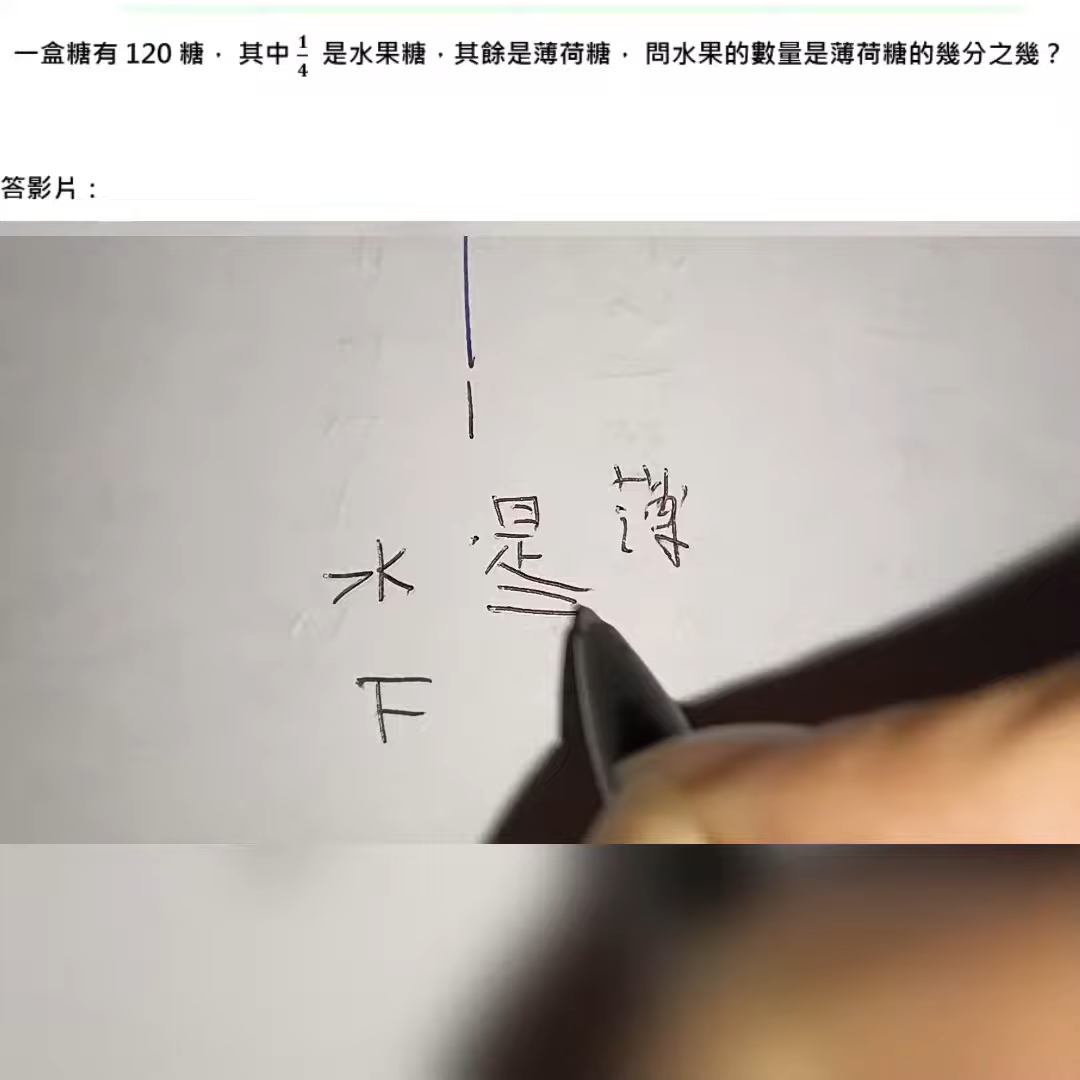 一盒糖有 120 糖， 其中 1/4 是水果糖，其餘是薄荷糖， 問水果的數量是薄荷糖的幾分之幾？
答影片：
水 是 薄
F